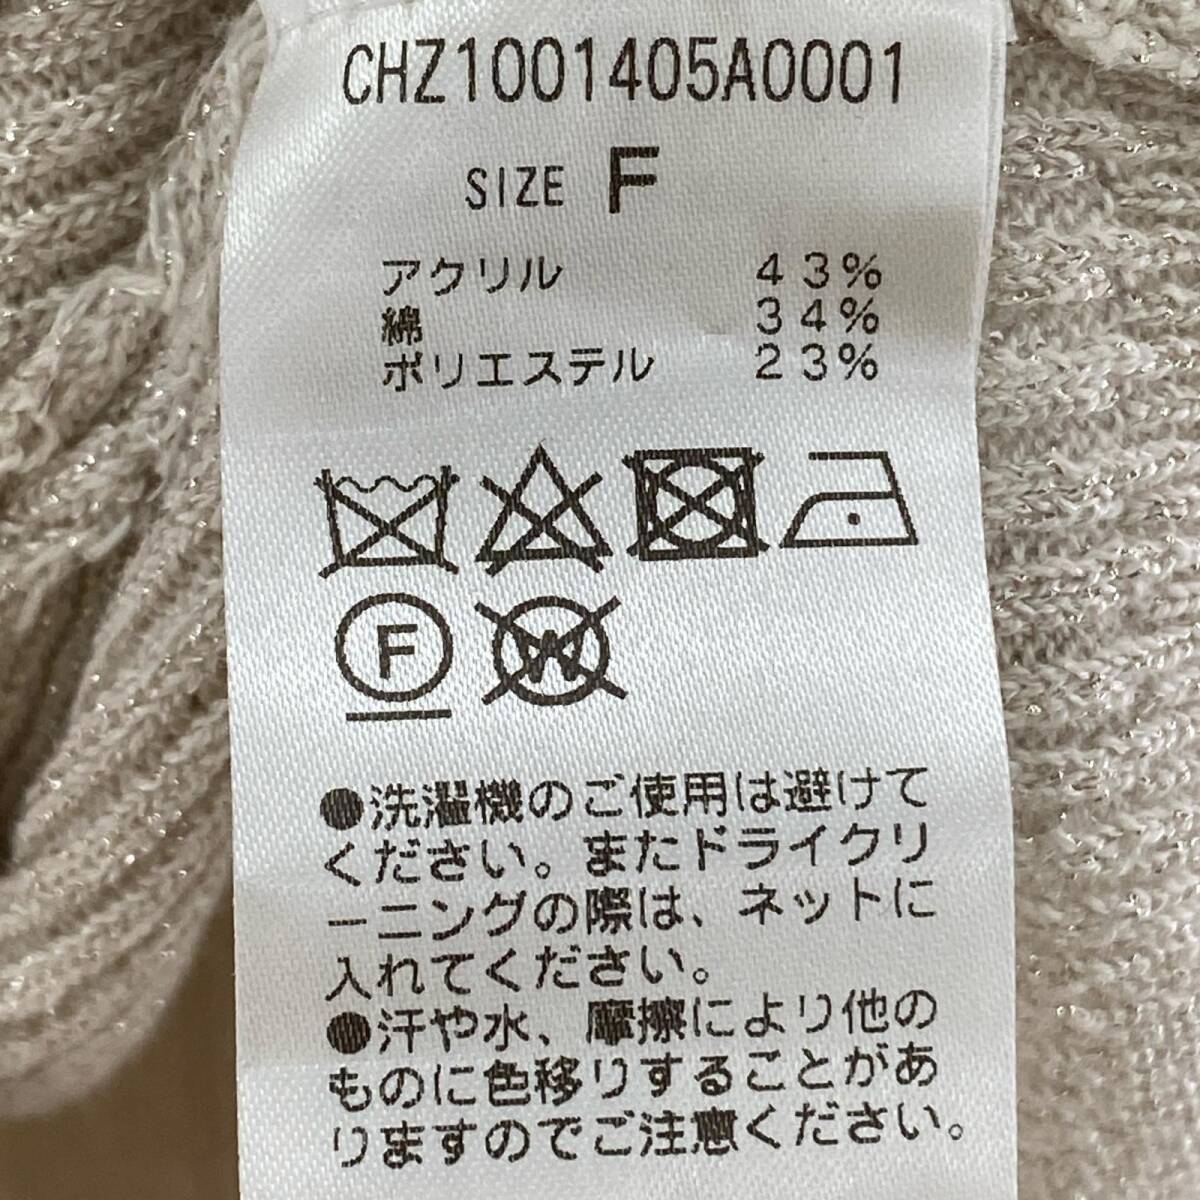 CHZ1001405A0001
SIZE F
アクリル 43%
綿 34%
ポリエステル 23%
F W
●洗濯機のご使用は避けて
ください。またドライクリ
ーニングの際は、ネットに
入れてください。
●汗や水、摩擦により他の
ものに色移りすることがあ
りますのでご注意ください。